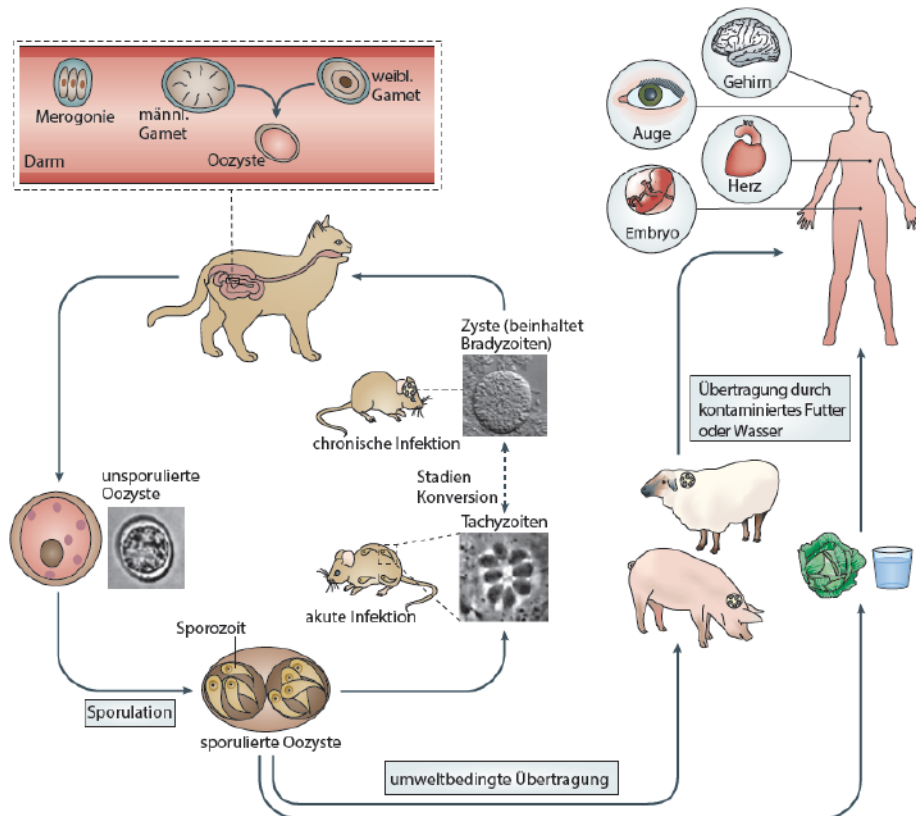 Merogonie
männl.
Gamet
weibl.
Gamet
Oozyste
Darm
Gehirn
Auge
Herz
Embryo
Zyste (beinhaltet
Bradyzoiten)
chronische Infektion
Stadien
Konversion
Tachyzoiten
akute Infektion
unsporulierte
Oozyste
Sporozoit
Sporulation
sporulierte Oozyste
umweltbedingte Übertragung
Übertragung durch
kontaminiertes Futter
oder Wasser